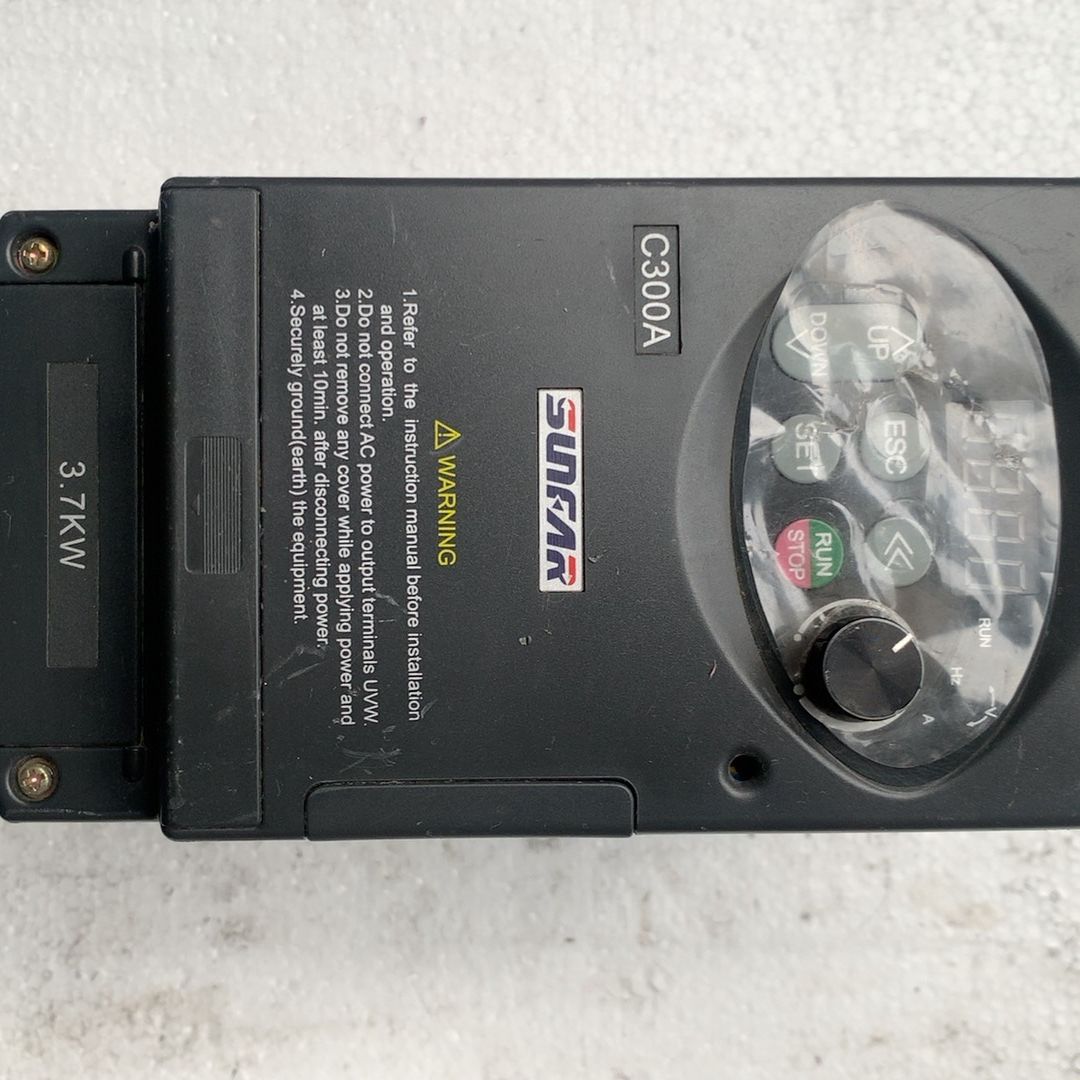 RUN
Hz
A
V
UP
ESC
DOWN
SET
RUN
STOP
C300A
SUNFAR
WARNING
1.Refer to the instruction manual before installation
and operation.
2.Do not connect AC power to output terminals UVW.
3.Do not remove any cover while applying power and
at least 10min. after disconnecting power.
4.Securely ground(earth) the equipment.
3.7KW